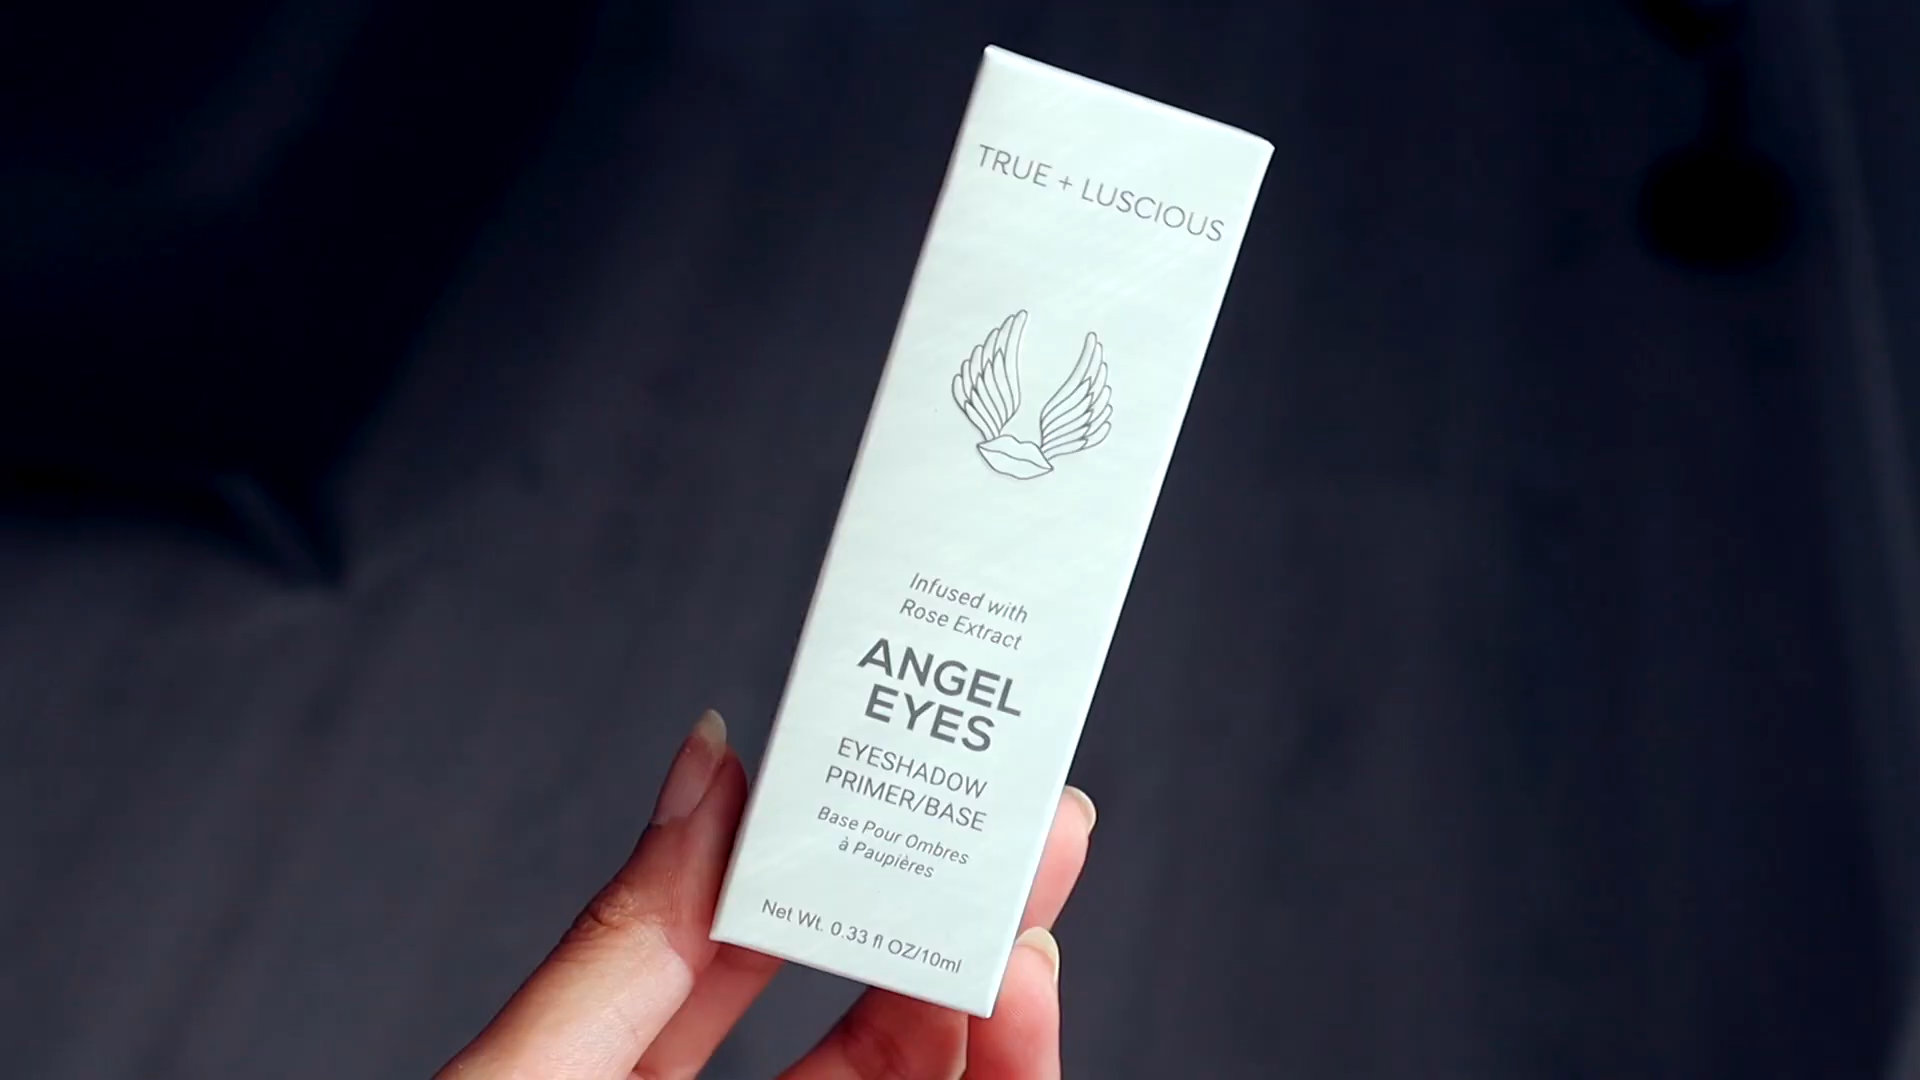 TRUE + LUSCIOUS
Infused with
Rose Extract
ANGEL
EYES
EYESHADOW
PRIMER/BASE
Base Pour Ombres
à Paupières
Net Wt. 0.33 fl OZ/10ml